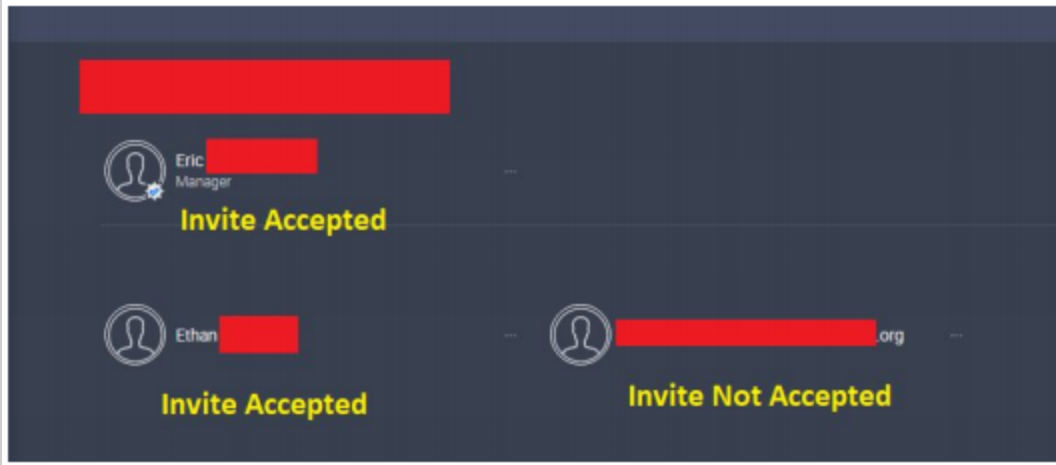 Eric
Manager
Invite Accepted
Ethan
.org
Invite Accepted
Invite Not Accepted